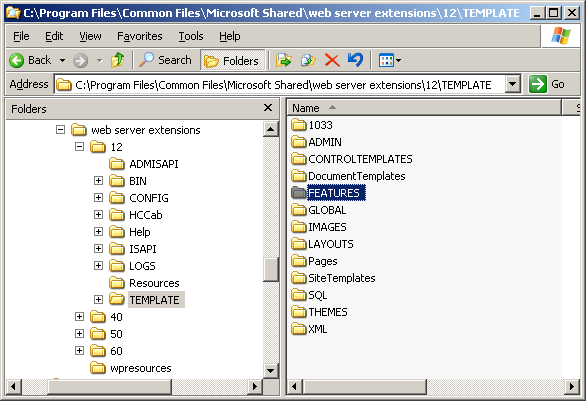 C:\Program Files\Common Files\Microsoft Shared\web server extensions\12\TEMPLATE
File Edit View Favorites Tools Help
Back Search Folders
Address C:\Program Files\Common Files\Microsoft Shared\web server extensions\12\TEMPLATE Go
Folders
web server extensions
12
ADMISAPI
BIN
CONFIG
HCCab
Help
ISAPI
LOGS
Resources
TEMPLATE
40
50
60
wpresources
Name S
1033
ADMIN
CONTROLTEMPLATES
DocumentTemplates
FEATURES
GLOBAL
IMAGES
LAYOUTS
Pages
SiteTemplates
SQL
THEMES
XML